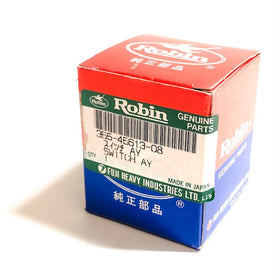 Robin
純正部品
Robin
GENUINE
PARTS
355-45613-08
スイッチ AY
SWITCH AY
QTY 1
MADE IN JAPAN
FUJI HEAVY INDUSTRIES LTD.
®
純正部品